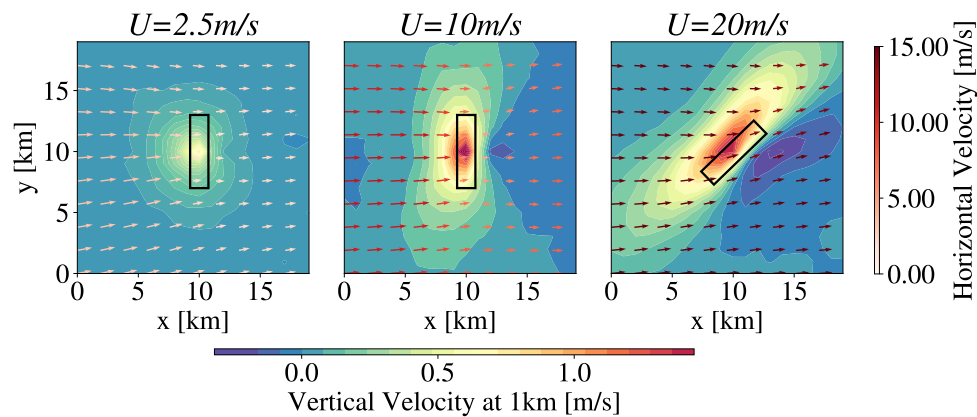 U=2.5m/s U=10m/s U=20m/s
15.00
15
10.00
10
5.00
5
0.00
0
y [km]
Horizontal Velocity [m/s]
0 5 10 15 0 5 10 15 0 5 10 15
x [km] x [km] x [km]
0.0 0.5 1.0
Vertical Velocity at 1km [m/s]